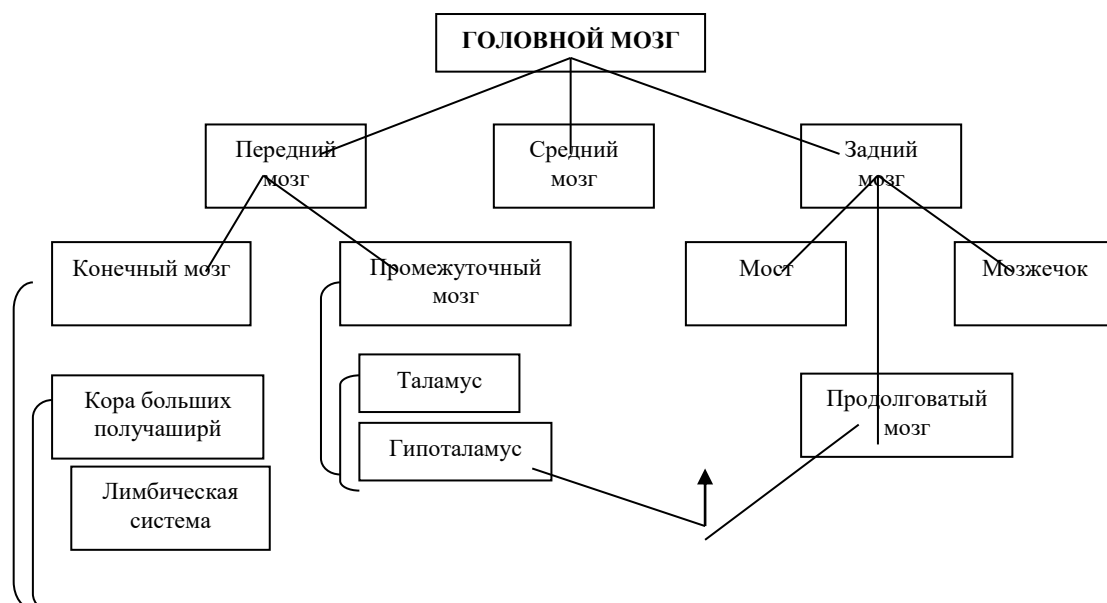 ГОЛОВНОЙ МОЗГ
Передний
мозг
Средний
мозг
Задний
мозг
Конечный мозг
Промежуточный
мозг
Мост
Мозжечок
Таламус
Кора больших
получаширй
Продолговатый
мозг
Гипоталамус
Лимбическая
система